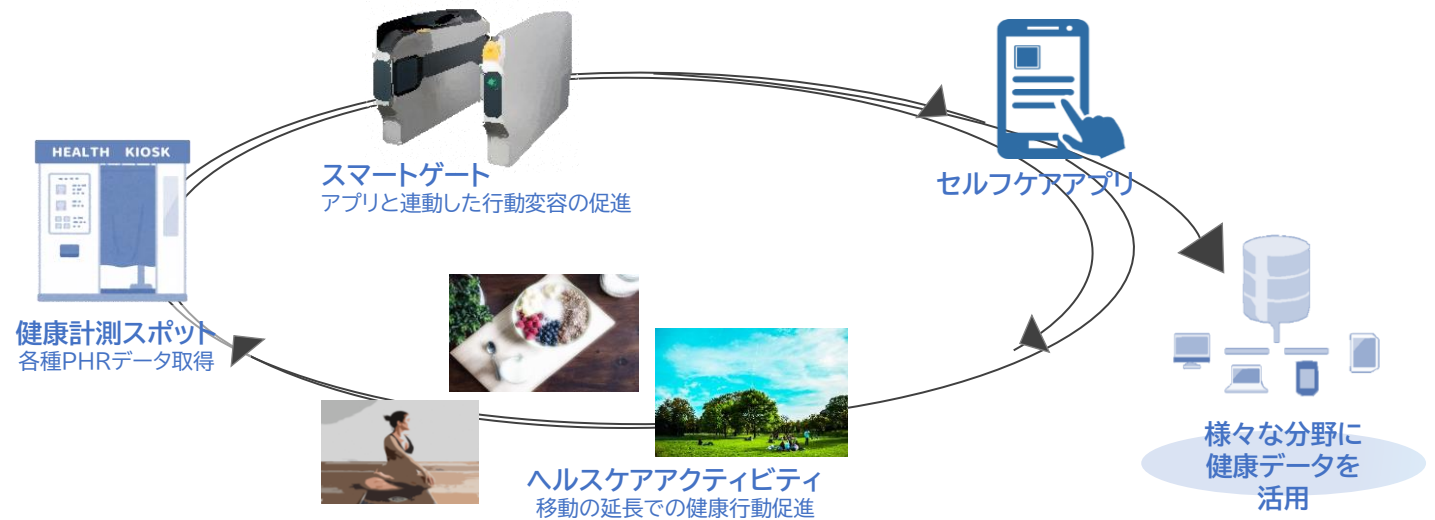 HEALTH KIOSK
スマートゲート
アプリと連動した行動変容の促進
セルフケアアプリ
健康計測スポット
各種PHRデータ取得
ヘルスケアアクティビティ
移動の延長での健康行動促進
様々な分野に
健康データを
活用